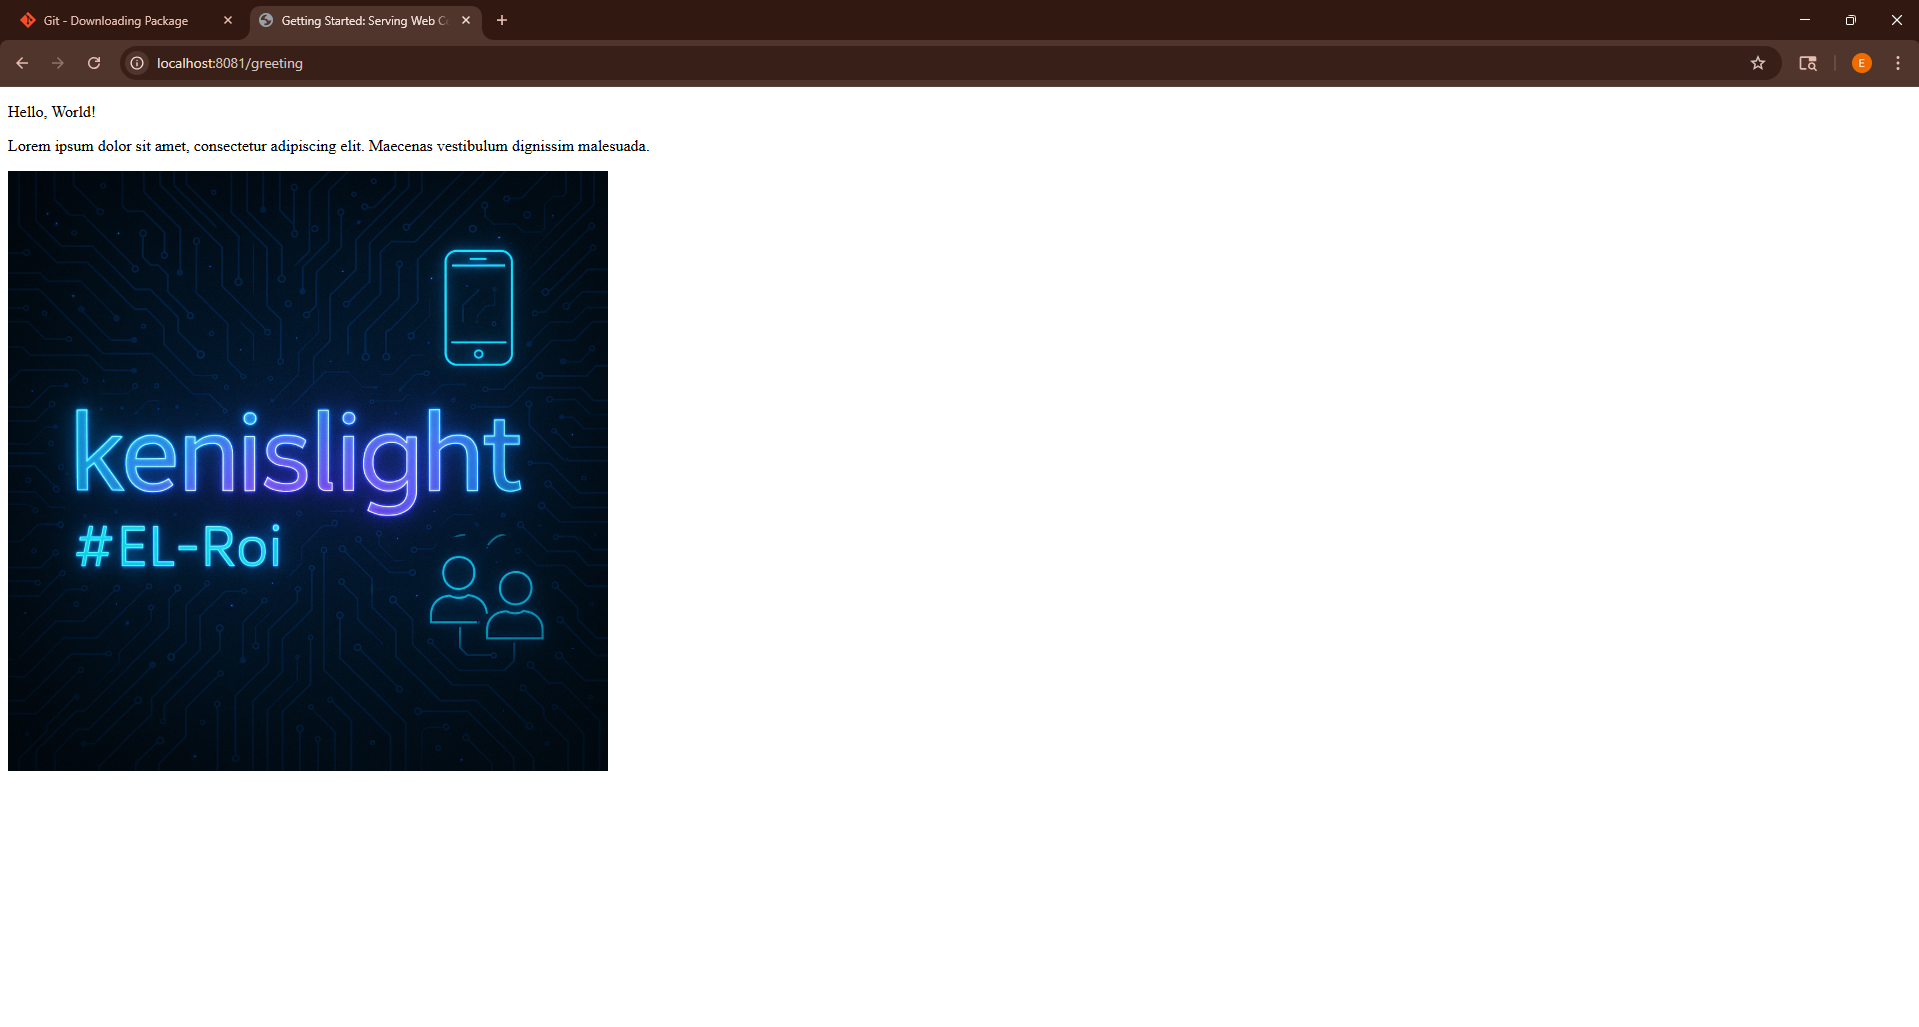 Git - Downloading Package
Getting Started: Serving Web C
localhost:8081/greeting
E
Hello, World!
Lorem ipsum dolor sit amet, consectetur adipiscing elit. Maecenas vestibulum dignissim malesuada.
kenislight
#EL-Roi